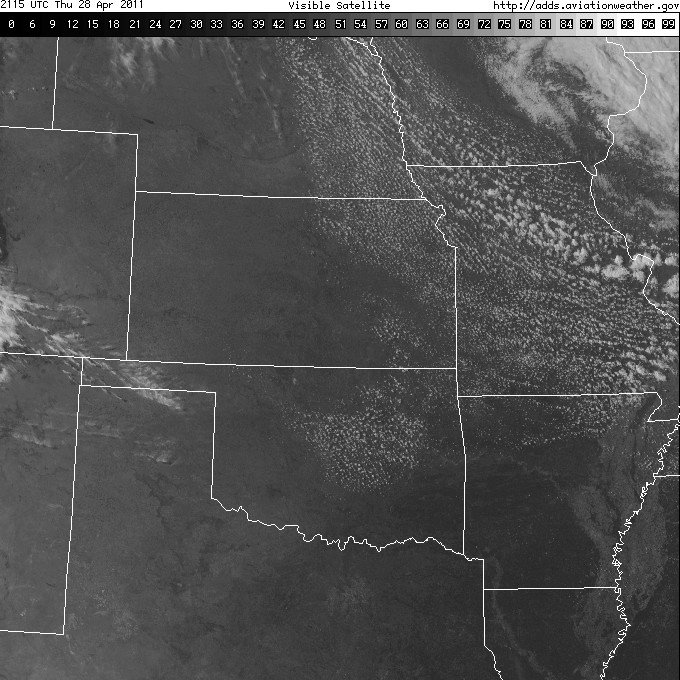 2115 UTC Thu 28 Apr 2011 Visible Satellite http://adds.aviationweather.gov
0 6 9 12 15 18 21 24 27 30 33 36 39 42 45 48 51 54 57 60 63 66 69 72 75 78 81 84 87 90 93 96 99